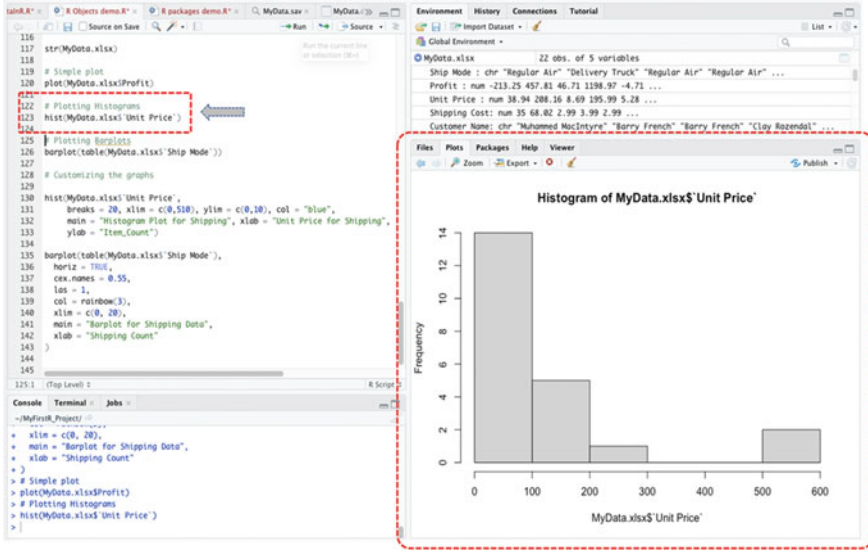 tainR.R* × R Objects demo.R* × R packages demo.R* × MyData.sav × MyData.
Source on Save Run Source
Run the current line
or selection (⌘↩)
116
117 str(MyData.xlsx)
118
119 # Simple plot
120 plot(MyData.xlsx$Profit)
121
122 # Plotting Histograms
123 hist(MyData.xlsx$`Unit Price`)
124
125 # Plotting Barplots
126 barplot(table(MyData.xlsx$`Ship Mode`))
127
128 # Customizing the graphs
129
130 hist(MyData.xlsx$`Unit Price`,
131 breaks = 20, xlim = c(0,510), ylim = c(0,10), col = "blue",
132 main = "Histogram Plot for Shipping", xlab = "Unit Price for Shipping",
133 ylab = "Item_Count")
134
135 barplot(table(MyData.xlsx$`Ship Mode`),
136 horiz = TRUE,
137 cex.names = 0.55,
138 las = 1,
139 col = rainbow(3),
140 xlim = c(0, 20),
141 main = "Barplot for Shipping Data",
142 xlab = "Shipping Count"
143 )
144
145
125:1 (Top Level) R Script
Console Terminal × Jobs ×
~/MyFirstR_Project/
+ xlim = c(0, 20),
+ main = "Barplot for Shipping Data",
+ xlab = "Shipping Count"
+ )
> # Simple plot
> plot(MyData.xlsx$Profit)
> # Plotting Histograms
> hist(MyData.xlsx$`Unit Price`)
>
Environment History Connections Tutorial
Import Dataset List
Global Environment
MyData.xlsx 22 obs. of 5 variables
Ship Mode : chr "Regular Air" "Delivery Truck" "Regular Air" "Regular Air" ...
Profit : num -213.25 457.81 46.71 1198.97 -4.71 ...
Unit Price : num 38.94 208.16 8.69 195.99 5.28 ...
Shipping Cost: num 35 68.02 2.99 3.99 2.99 ...
Customer Name: chr "Muhammed MacIntyre" "Barry French" "Barry French" "Clay Rozendal" ...
Files Plots Packages Help Viewer
Zoom Export Publish
Histogram of MyData.xlsx$`Unit Price`
Frequency
14
12
10
8
6
4
2
0
0 100 200 300 400 500 600
MyData.xlsx$`Unit Price`